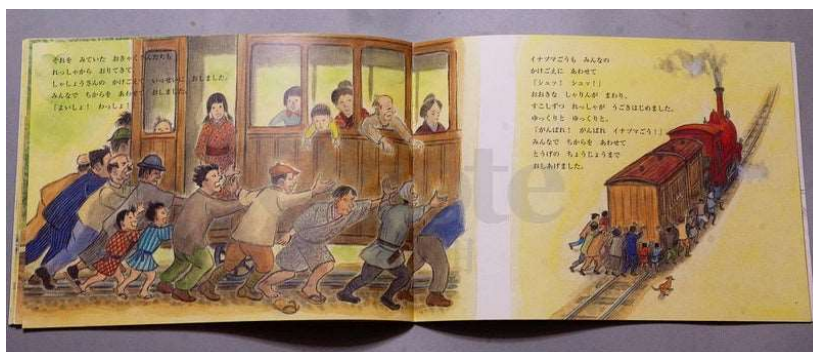 それを みていた おきゃくさんたちも
れっしゃから おりてきて
しゃしょうさんの かけごえで いっせいに おしました。
みんなで ちからを あわせて おしました。
「よいしょ! わっしょ!
イナヅマごうも みんなの
かけごえに あわせて
「シュッ! シュッ!」
おおきな しゃりんが まわり、
すこしずつ れっしゃが うごきはじめました。
ゆっくりと ゆっくりと。
「がんばれ! がんばれ イナヅマごう!」
みんなで ちからを あわせて
とうげの ちょうじょうまで
おしあげました。